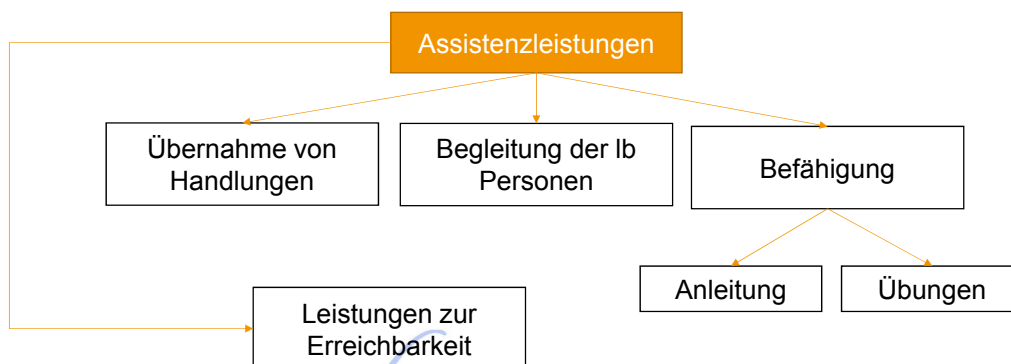 Assistenzleistungen
Übernahme von
Handlungen
Begleitung der lb
Personen
Befähigung
Anleitung
Übungen
Leistungen zur
Erreichbarkeit